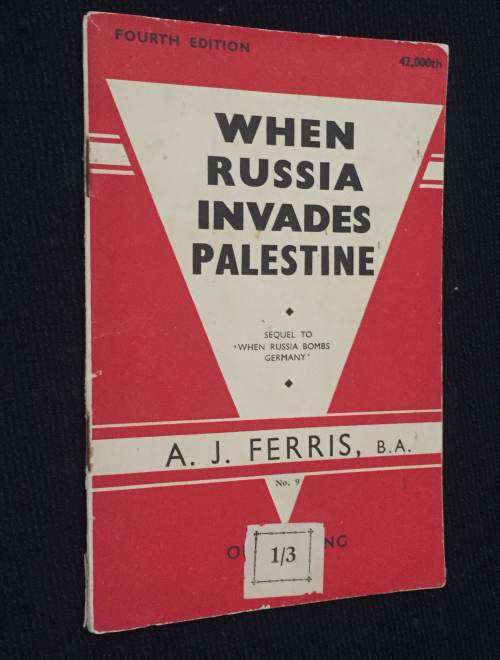 FOURTH EDITION
42,000th
WHEN
RUSSIA
INVADES
PALESTINE
SEQUEL TO
'WHEN RUSSIA BOMBS
GERMANY'
A. J. FERRIS, B.A.
No. 9
1/3